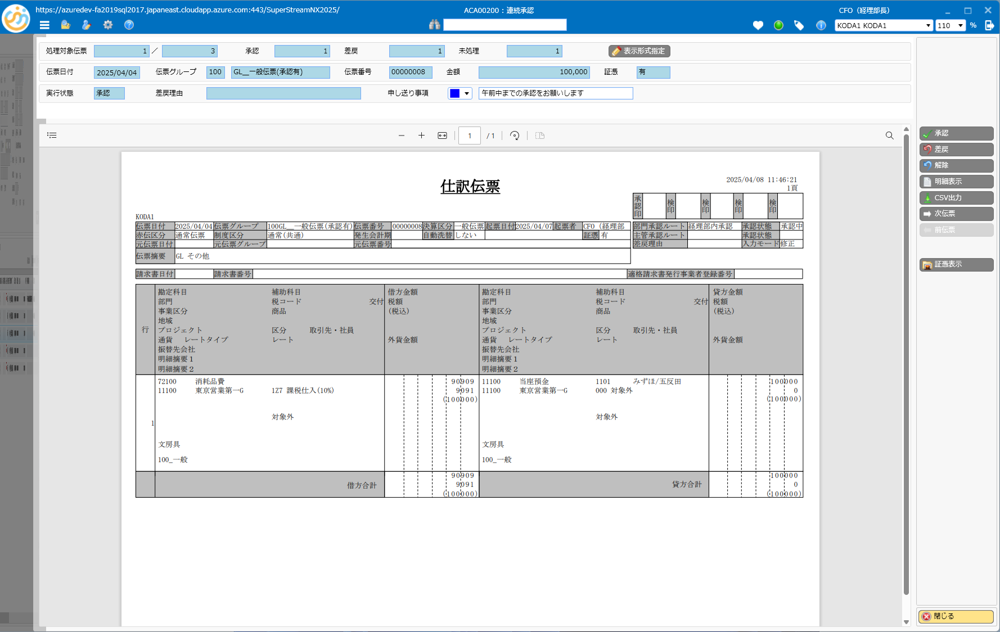 https://azuredev-fa2019sql2017.japaneast.cloudapp.azure.com:443/SuperStreamNX2025/
ACA00200：連続承認
CFO（経理部長）
KODA1 KODA1
110
%
処理対象伝票 1 / 3 承認 1 差戻 1 未処理 1 表示形式指定
伝票日付 2025/04/04 伝票グループ 100 GL__一般伝票(承認有) 伝票番号 00000008 金額 100,000 証憑 有
実行状態 承認 差戻理由 申し送り事項 午前中までの承認をお願いします
1 / 1
承認
差戻
解除
明細表示
CSV出力
次伝票
前伝票
証憑表示
閉じる
仕訳伝票
2025/04/08 11:46:21
1頁
承認印 検印 検印 検印 検印
KODA1
伝票日付 2025/04/04 伝票グループ 100GL__一般伝票(承認有) 伝票番号 00000008 決算区分 一般伝票 起票日付 2025/04/07 起票者 CFO（経理部 部門承認ルート 経理部内承認 承認状態 承認中
赤伝区分 通常伝票 制度区分 通常(共通) 発生会計期 自動洗替 しない 証憑 有 主管承認ルート 承認状態
元伝票日付 元伝票グループ 元伝票番号 差戻理由 入力モード 修正
伝票摘要 GL その他
請求書日付 請求書番号 適格請求書発行事業者登録番号
勘定科目 補助科目 借方金額 勘定科目 補助科目 貸方金額
部門 税コード 交付 税額 部門 税コード 交付 税額
事業区分 商品 (税込) 事業区分 商品 (税込)
地域 地域
行 プロジェクト 区分 取引先・社員 プロジェクト 区分 取引先・社員
通貨 レートタイプ レート 外貨金額 通貨 レートタイプ レート 外貨金額
振替先会社 振替先会社
明細摘要１ 明細摘要１
明細摘要２ 明細摘要２
72100 消耗品費 90909 11100 当座預金 1101 みずほ/五反田 100000
11100 東京営業第一G 1Z7 課税仕入(10%) 9091 11100 東京営業第一G 000 対象外 0
(100000) (100000)
対象外 対象外
1
文房具 文房具
100_一般 100_一般
90909 100000
借方合計 9091 貸方合計 0
(100000) (100000)